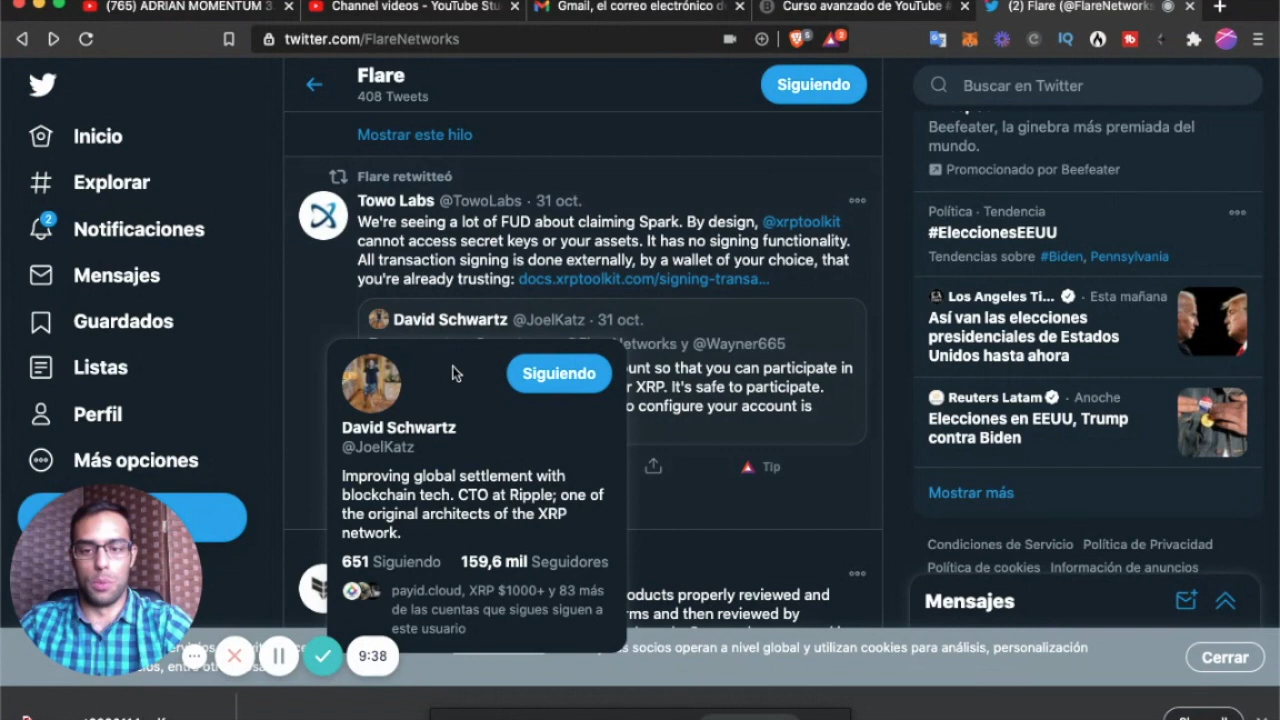 (765) ADRIAN MOMENTUM 3.
Channel videos - YouTube Stu
Gmail, el correo electrónico d
Curso avanzado de YouTube
(2) Flare (@FlareNetworks
twitter.com/FlareNetworks
Flare
408 Tweets
Siguiendo
Buscar en Twitter
Inicio
Explorar
2
Notificaciones
Mensajes
Guardados
Listas
Perfil
Más opciones
Mostrar este hilo
Flare retwitteó
Towo Labs @TowoLabs · 31 oct.
We're seeing a lot of FUD about claiming Spark. By design, @xrptoolkit
cannot access secret keys or your assets. It has no signing functionality.
All transaction signing is done externally, by a wallet of your choice, that
you're already trusting: docs.xrptoolkit.com/signing-transa...
David Schwartz @JoelKatz · 31 oct.
Networks y @Wayner665
unt so that you can participate in
r XRP. It's safe to participate.
o configure your account is
Tip
Siguiendo
David Schwartz
@JoelKatz
Improving global settlement with
blockchain tech. CTO at Ripple; one of
the original architects of the XRP
network.
651 Siguiendo 159,6 mil Seguidores
payid.cloud, XRP $1000+ y 83 más
de las cuentas que sigues siguen a
este usuario
oducts properly reviewed and
rms and then reviewed by
Beefeater, la ginebra más premiada del
mundo.
Promocionado por Beefeater
Política · Tendencia
#EleccionesEEUU
Tendencias sobre #Biden, Pennsylvania
Los Angeles Ti... · Esta mañana
Así van las elecciones
presidenciales de Estados
Unidos hasta ahora
Reuters Latam · Anoche
Elecciones en EEUU, Trump
contra Biden
Mostrar más
Condiciones de Servicio Política de Privacidad
Política de cookies Información de anuncios
Mensajes
s socios operan a nivel global y utilizan cookies para análisis, personalización
Cerrar
9:38